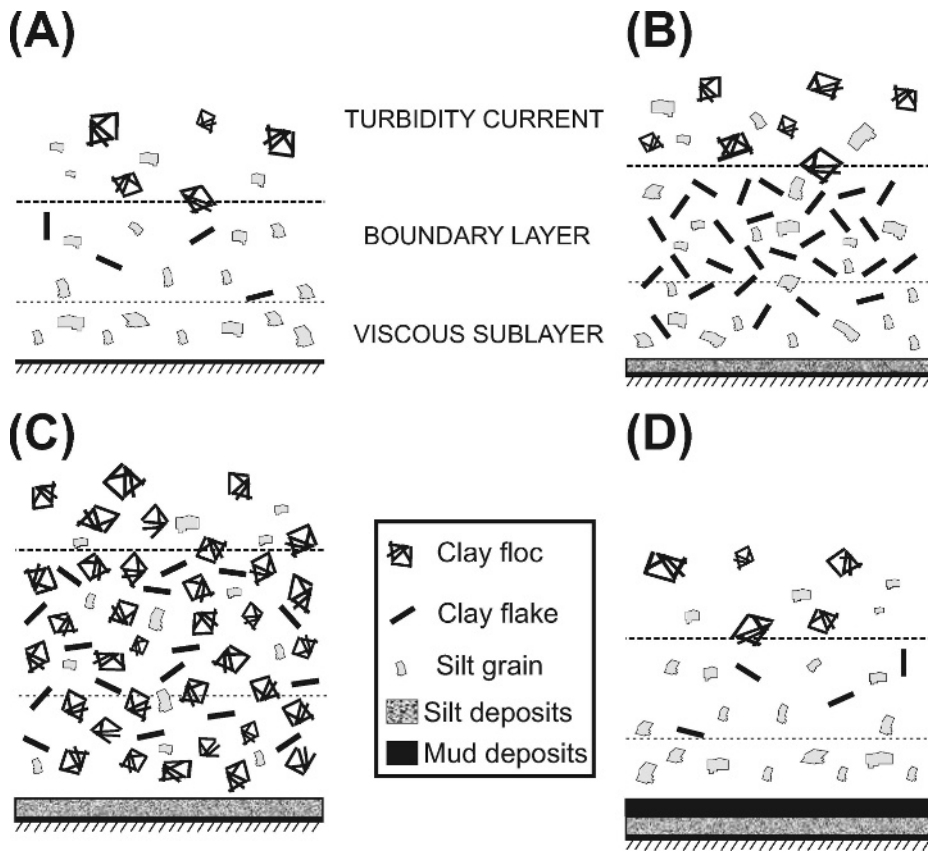 (A)
(B)
TURBIDITY CURRENT
BOUNDARY LAYER
VISCOUS SUBLAYER
(C)
(D)
Clay floc
Clay flake
Silt grain
Silt deposits
Mud deposits